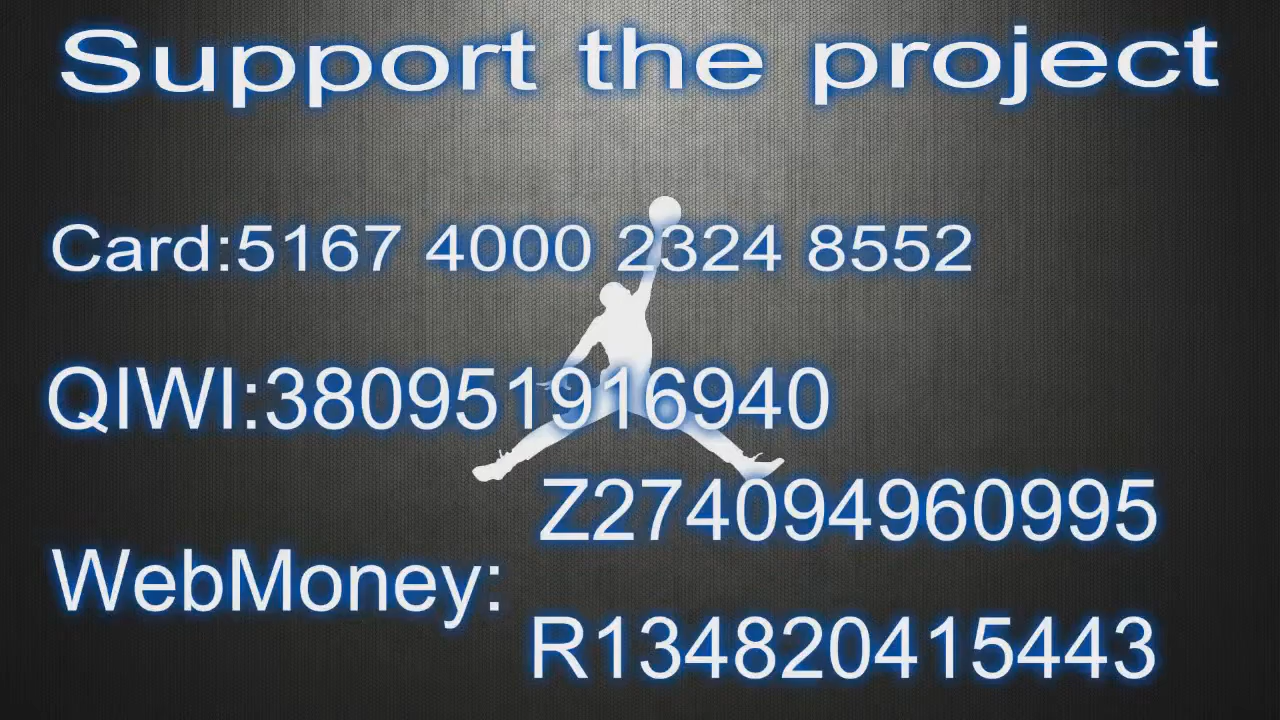 Support the project
Card:5167 4000 2324 8552
QIWI:380951916940
Z274094960995
WebMoney:
R134820415443